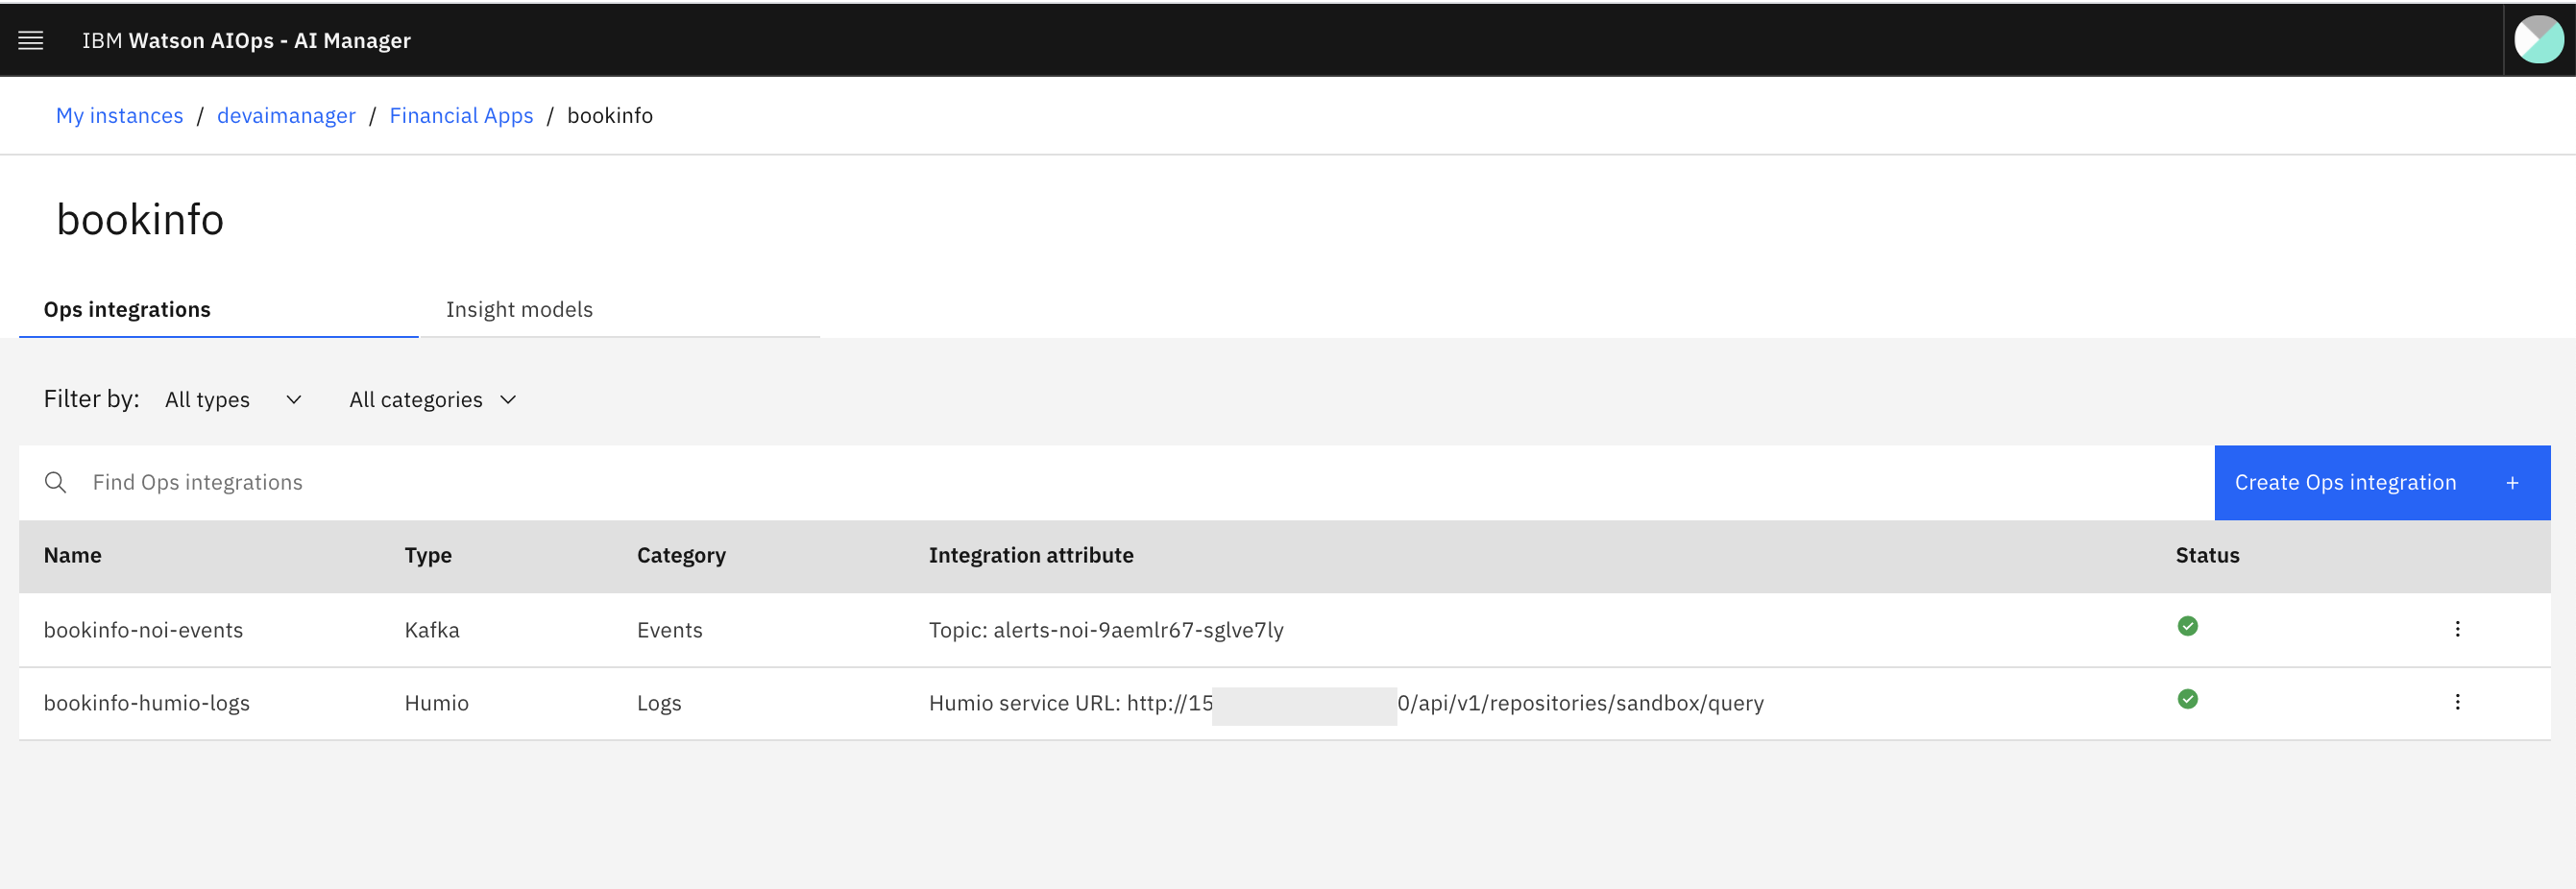 IBM Watson AIOps - AI Manager
My instances / devaimanager / Financial Apps / bookinfo
bookinfo
Ops integrations Insight models
Filter by: All types All categories
Find Ops integrations Create Ops integration +
Name Type Category Integration attribute Status
bookinfo-noi-events Kafka Events Topic: alerts-noi-9aemlr67-sglve7ly
bookinfo-humio-logs Humio Logs Humio service URL: http://15 0/api/v1/repositories/sandbox/query